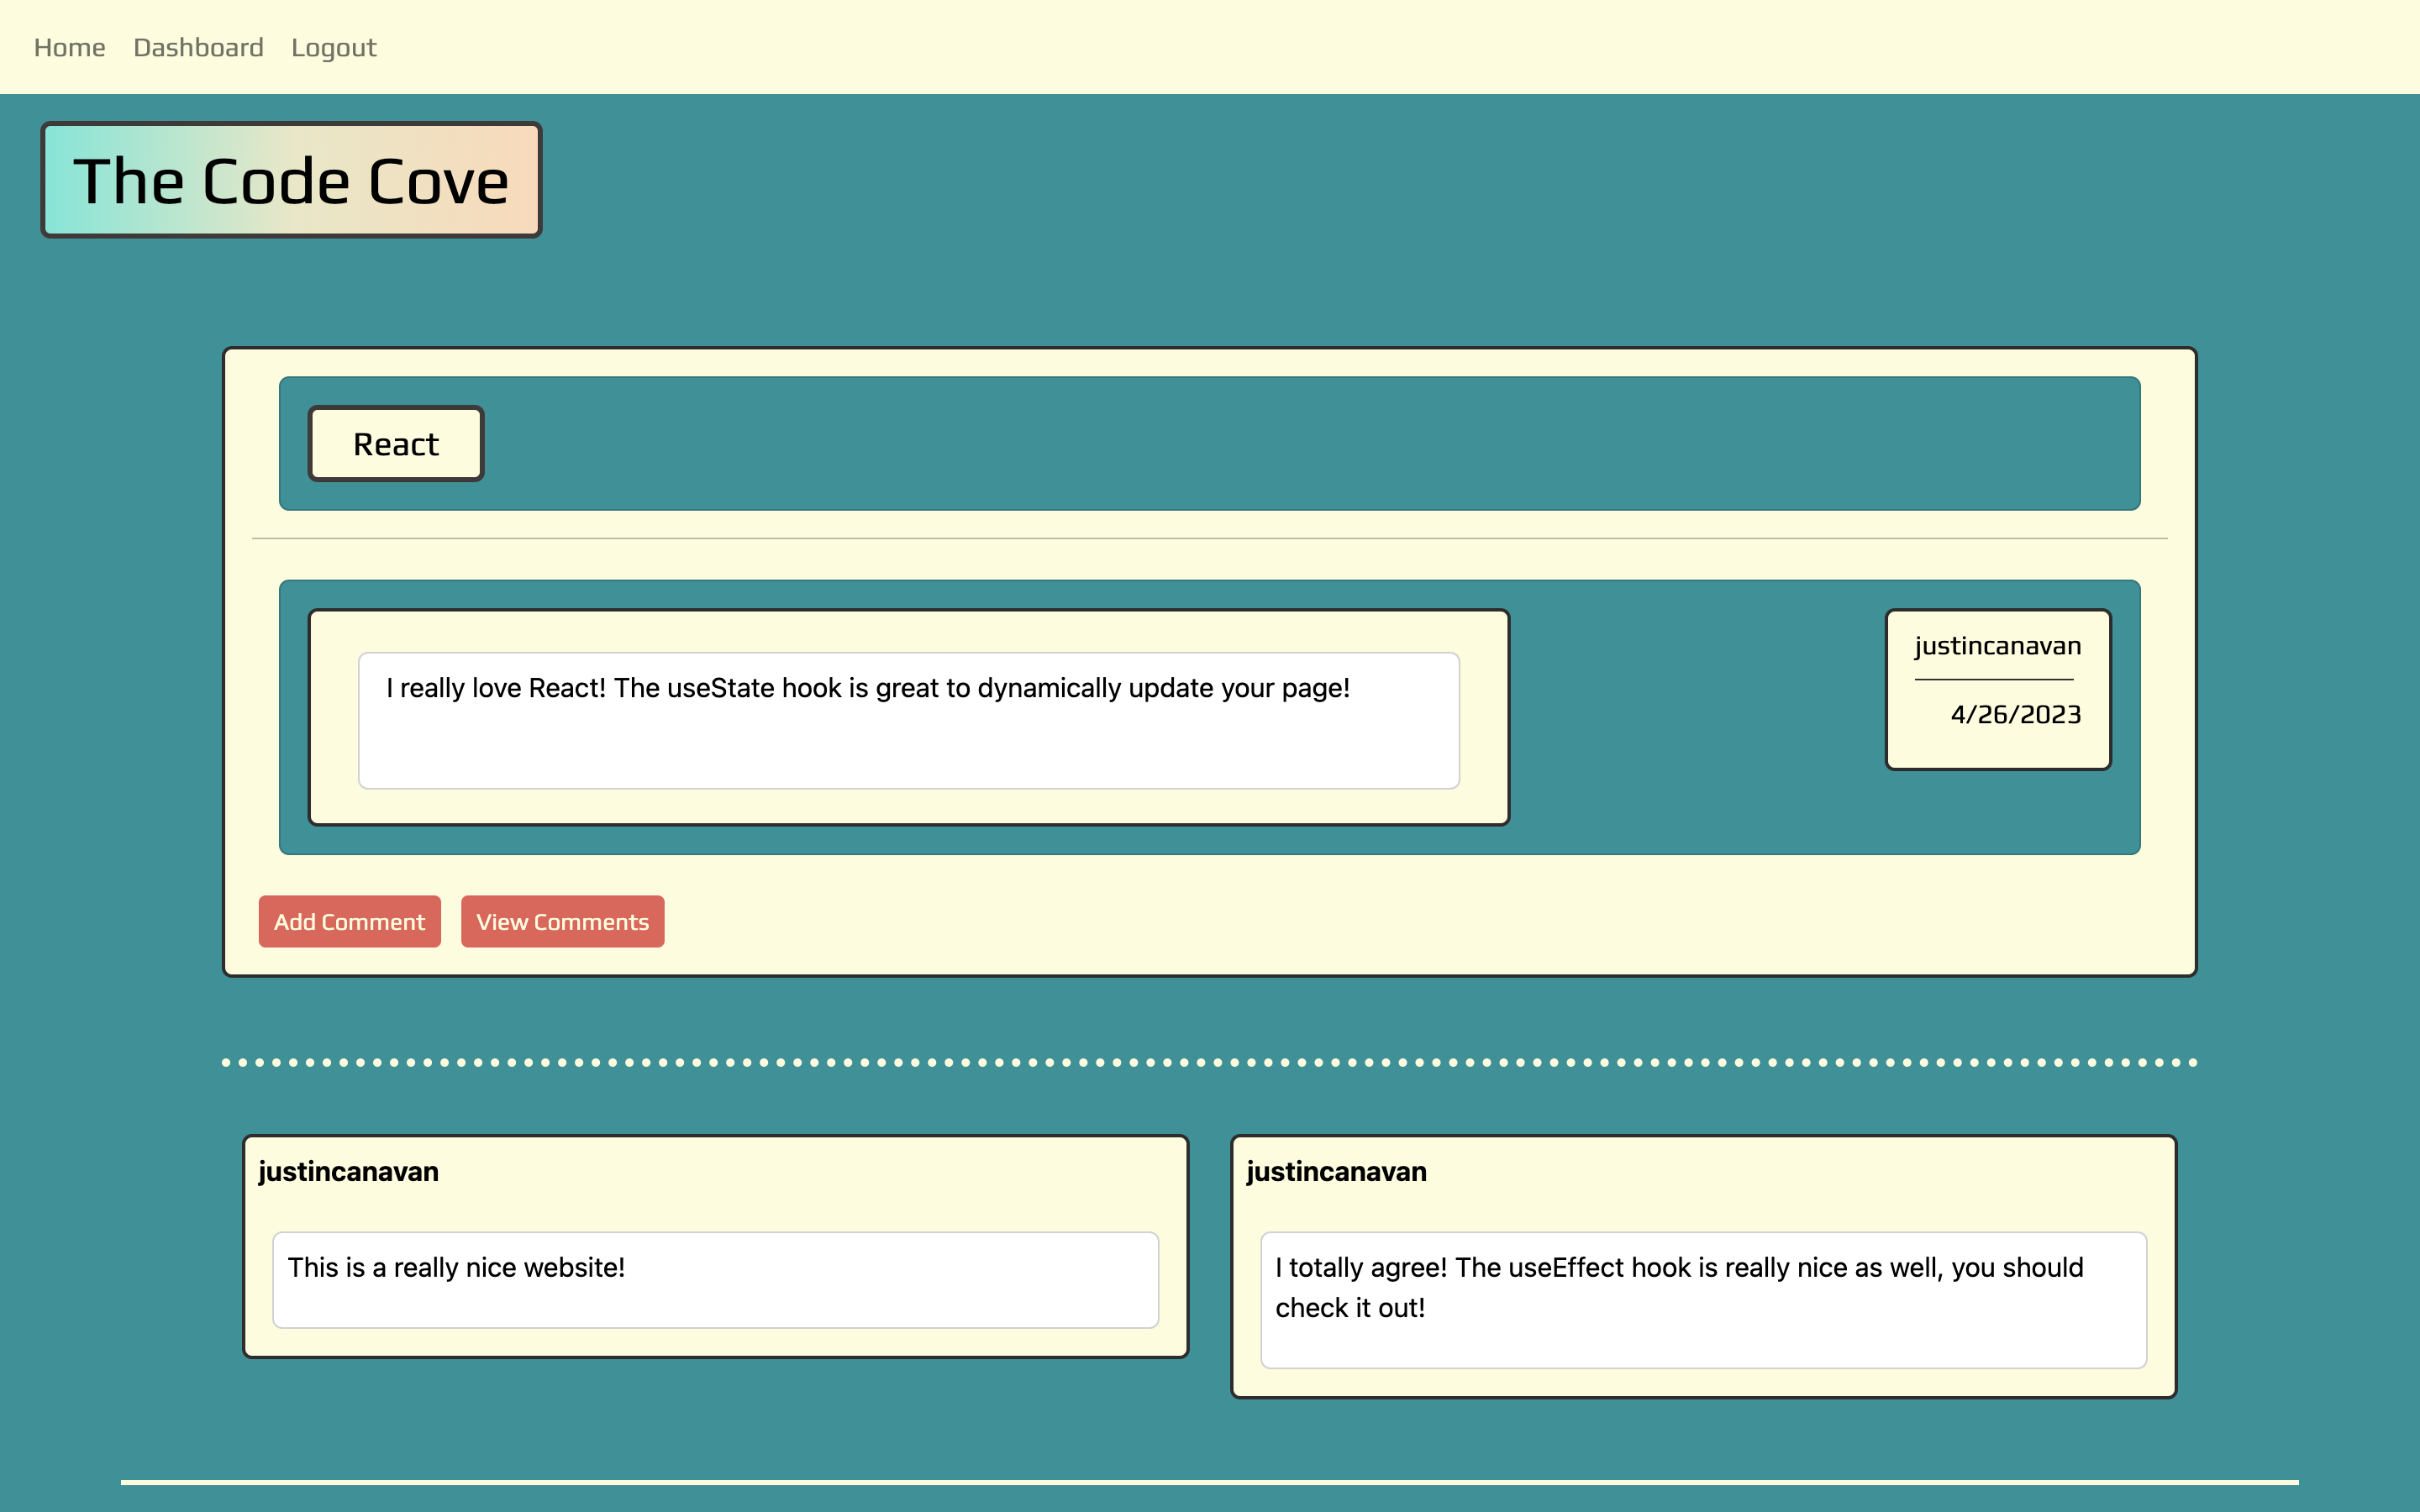 Home Dashboard Logout
The Code Cove
React
I really love React! The useState hook is great to dynamically update your page!
justincanavan
4/26/2023
Add Comment View Comments
justincanavan
This is a really nice website!
justincanavan
I totally agree! The useEffect hook is really nice as well, you should
check it out!